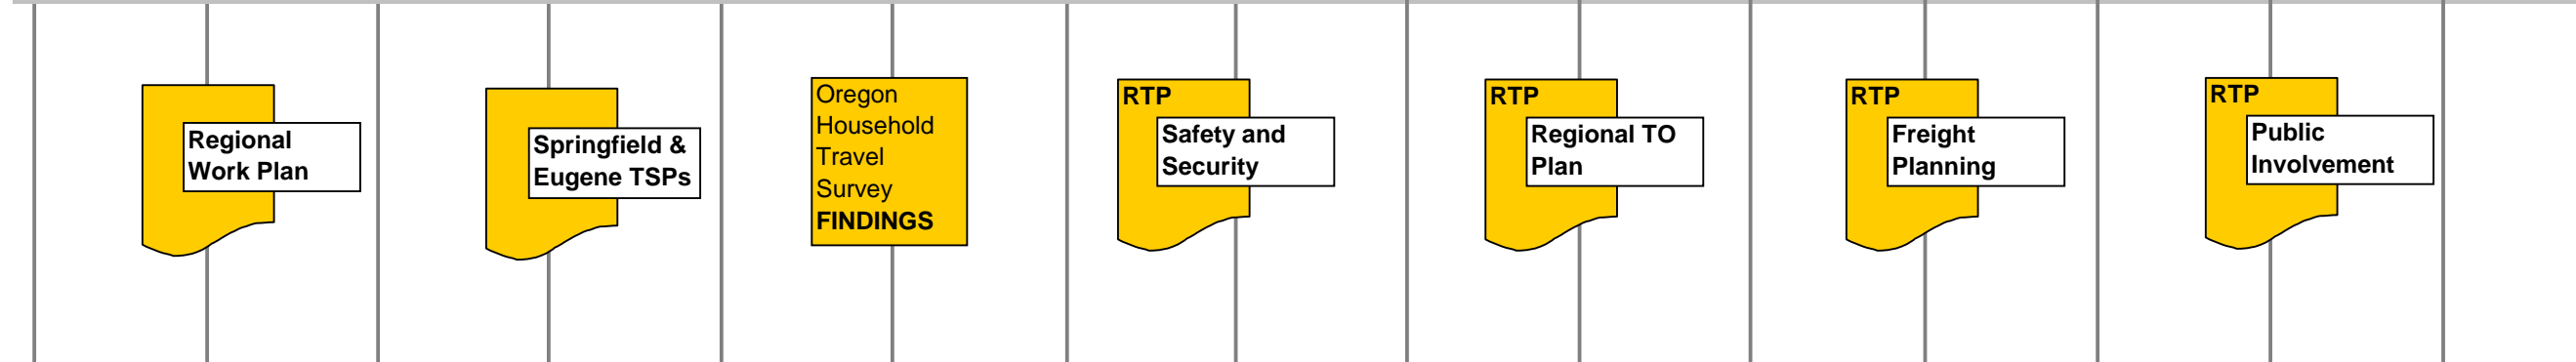 Regional
Work Plan
Springfield &
Eugene TSPs
Oregon
Household
Travel
Survey
FINDINGS
RTP
Safety and
Security
RTP
Regional TO
Plan
RTP
Freight
Planning
RTP
Public
Involvement